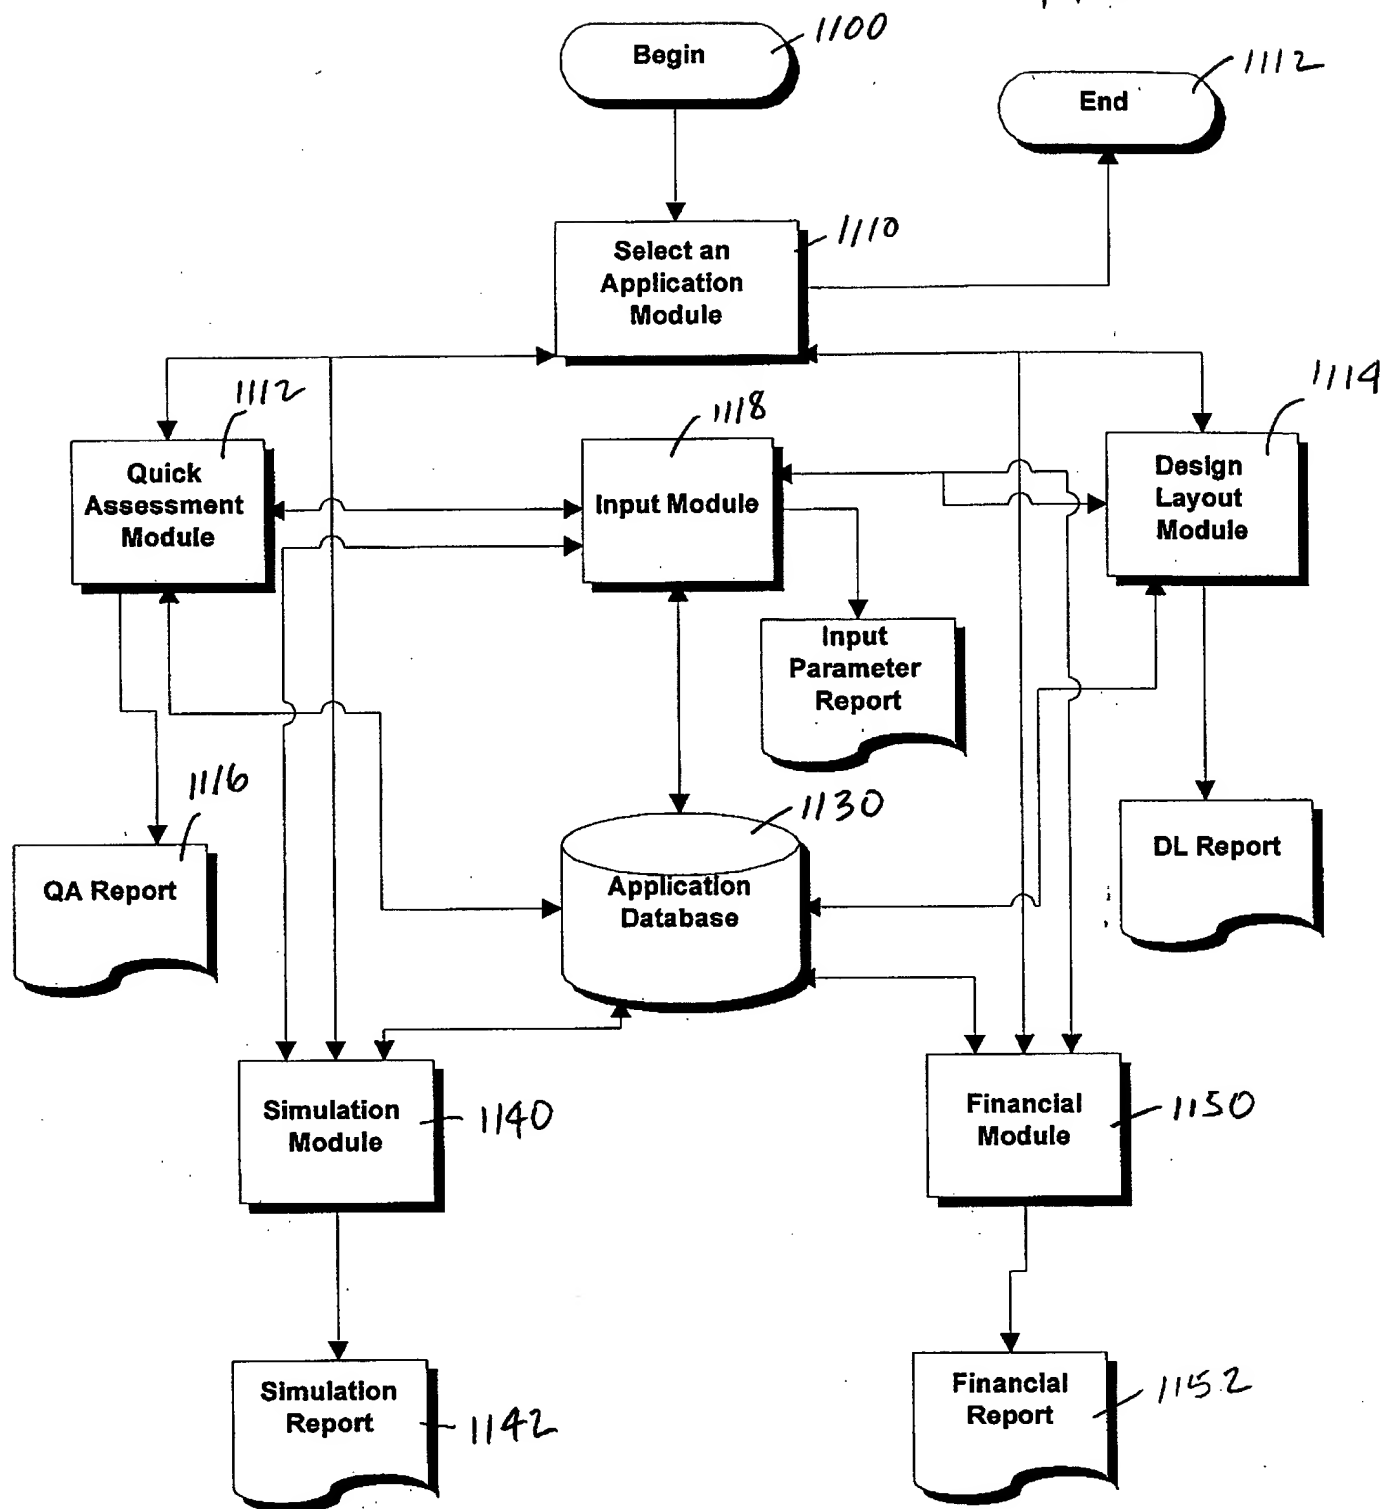 Begin
1100
End
1112
Select an
Application
Module
1110
1112
Quick
Assessment
Module
1118
Input Module
1114
Design
Layout
Module
Input
Parameter
Report
1116
QA Report
1130
Application
Database
DL Report
Simulation
Module
1140
Financial
Module
1150
Simulation
Report
1142
Financial
Report
1152